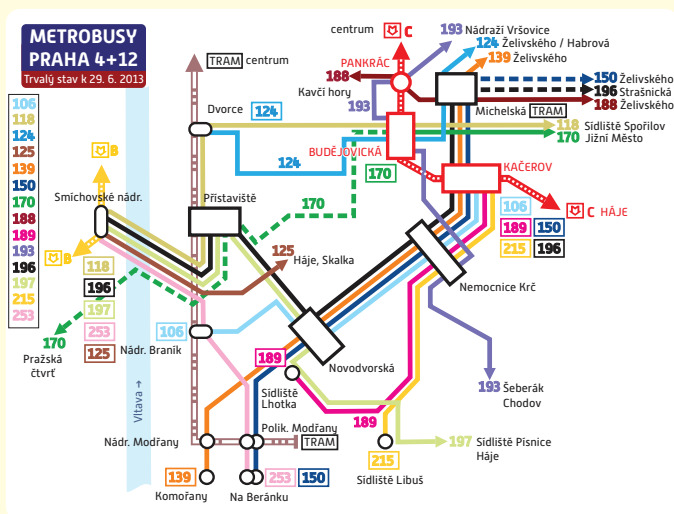 METROBUSY
PRAHA 4+12
Trvalý stav k 29. 6. 2013
106
118
124
125
139
150
170
188
189
193
196
197
215
253
TRAM centrum
centrum C
193 Nádraží Vršovice
124 Želivského / Habrová
139 Želivského
PANKRÁC
188
Kavčí hory
193
150 Želivského
196 Strašnická
188 Želivského
Michelská TRAM
Dvorce 124
118 Sídliště Spořilov
170 Jižní Město
BUDĚJOVICKÁ
124
170
KAČEROV
B
Smíchovské nádr.
Přístaviště
170
106
189 150
215 196
C HÁJE
B
118
196
197
253
125
125 Háje, Skalka
Nemocnice Krč
170
Pražská
čtvrť
Nádr. Braník
106
Novodvorská
189
Sídliště
Lhotka
193 Šeberák
Chodov
Vltava →
189
Nádr. Modřany
Polik. Modřany
TRAM
197 Sídliště Písnice
Háje
139
Komořany
253 150
Na Beránku
215
Sídliště Libuš